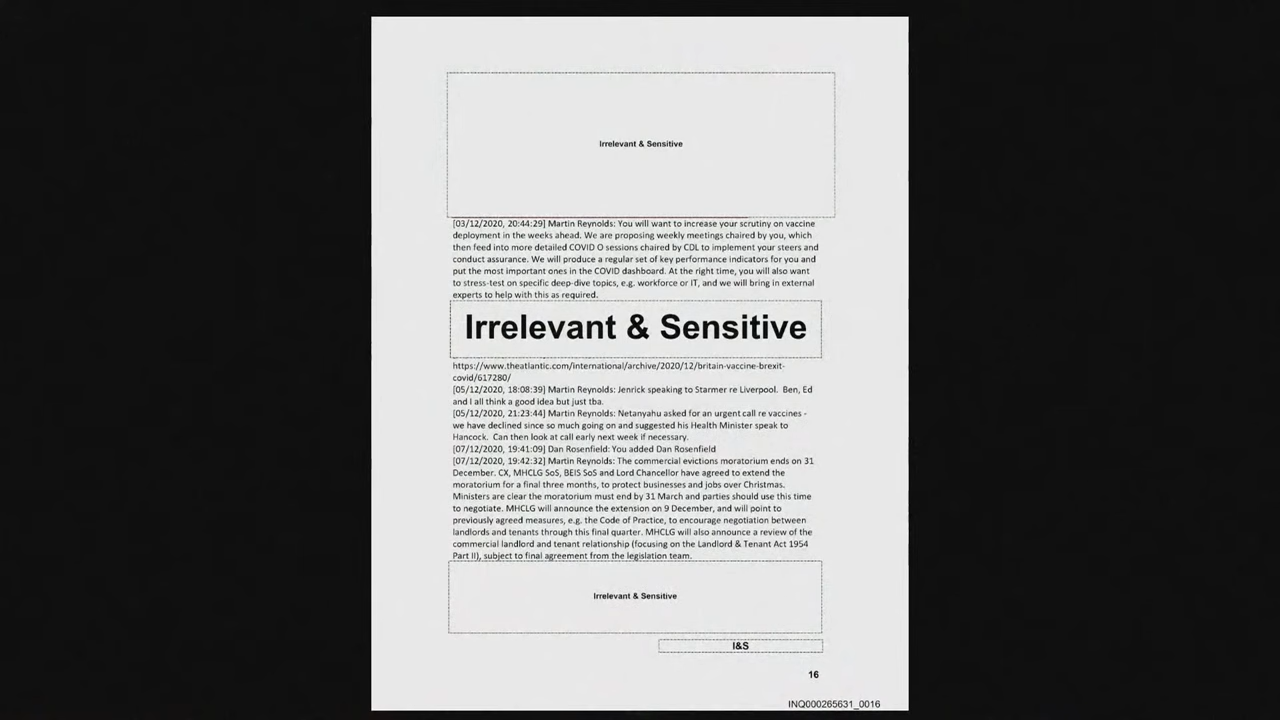 Irrelevant & Sensitive
[03/12/2020, 20:44:29] Martin Reynolds: You will want to increase your scrutiny on vaccine
deployment in the weeks ahead. We are proposing weekly meetings chaired by you, which
then feed into more detailed COVID O sessions chaired by CDL to implement your steers and
conduct assurance. We will produce a regular set of key performance indicators for you and
put the most important ones in the COVID dashboard. At the right time, you will also want
to stress-test on specific deep-dive topics, e.g. workforce or IT, and we will bring in external
experts to help with this as required.
Irrelevant & Sensitive
https://www.theatlantic.com/international/archive/2020/12/britain-vaccine-brexit-
covid/617280/
[05/12/2020, 18:08:39] Martin Reynolds: Jenrick speaking to Starmer re Liverpool.  Ben, Ed
and I all think a good idea but just tba.
[05/12/2020, 21:23:44] Martin Reynolds: Netanyahu asked for an urgent call re vaccines -
we have declined since so much going on and suggested his Health Minister speak to
Hancock.  Can then look at call early next week if necessary.
[07/12/2020, 19:41:09] Dan Rosenfield: You added Dan Rosenfield
[07/12/2020, 19:42:32] Martin Reynolds: The commercial evictions moratorium ends on 31
December. CX, MHCLG SoS, BEIS SoS and Lord Chancellor have agreed to extend the
moratorium for a final three months, to protect businesses and jobs over Christmas.
Ministers are clear the moratorium must end by 31 March and parties should use this time
to negotiate. MHCLG will announce the extension on 9 December, and will point to
previously agreed measures, e.g. the Code of Practice, to encourage negotiation between
landlords and tenants through this final quarter. MHCLG will also announce a review of the
commercial landlord and tenant relationship (focusing on the Landlord & Tenant Act 1954
Part II), subject to final agreement from the legislation team.
Irrelevant & Sensitive
I&S
16
INQ000265631_0016